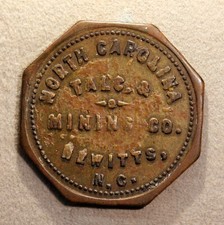 NORTH CAROLINA
TALC &
MINING CO.
HEWITTS,
N.C.